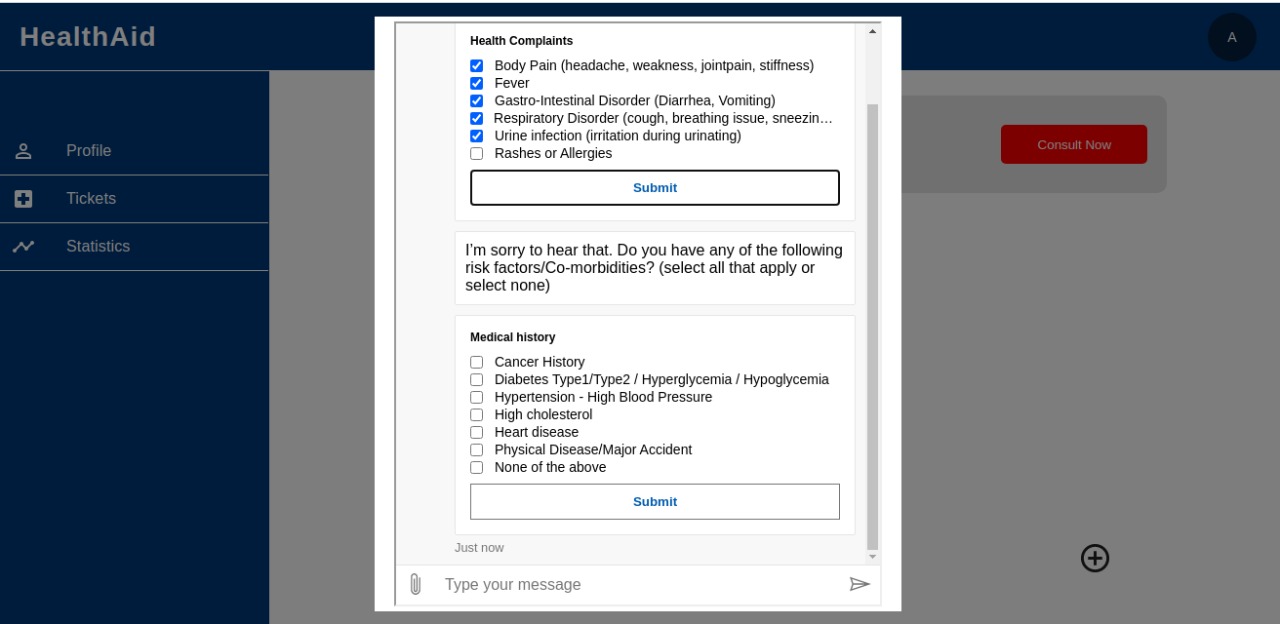 HealthAid
A
Profile
Tickets
Statistics
Consult Now
Health Complaints
Body Pain (headache, weakness, jointpain, stiffness)
Fever
Gastro-Intestinal Disorder (Diarrhea, Vomiting)
Respiratory Disorder (cough, breathing issue, sneezin…
Urine infection (irritation during urinating)
Rashes or Allergies
Submit
I’m sorry to hear that. Do you have any of the following
risk factors/Co-morbidities? (select all that apply or
select none)
Medical history
Cancer History
Diabetes Type1/Type2 / Hyperglycemia / Hypoglycemia
Hypertension - High Blood Pressure
High cholesterol
Heart disease
Physical Disease/Major Accident
None of the above
Submit
Just now
Type your message